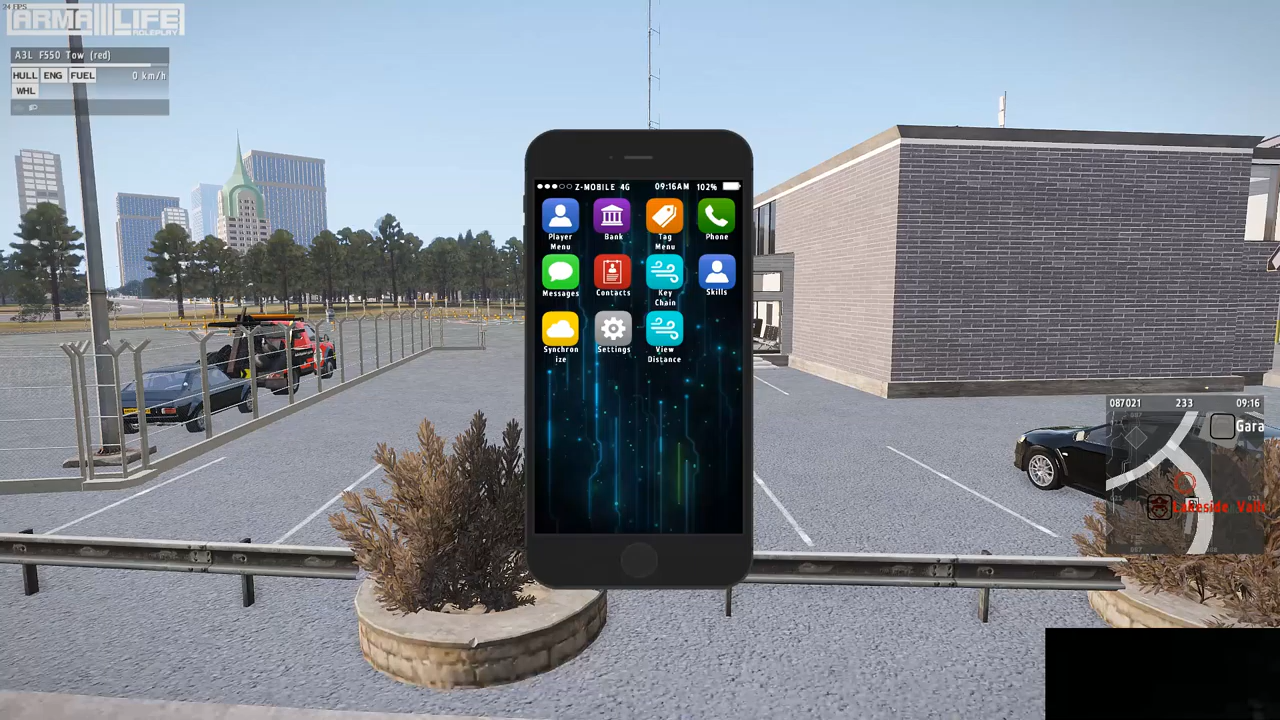 24 FPS
ARMA LIFE
ROLEPLAY
A3L F550 Tow (red)
HULL ENG FUEL 0 km/h
WHL
Z-MOBILE 4G 09:16AM 102%
Player Menu
Bank
Tag Menu
Phone
Messages
Contacts
Key Chain
Skills
Synchron
ize
Settings
View Distance
087021 233 09:16
Gara
Lakeside Valle